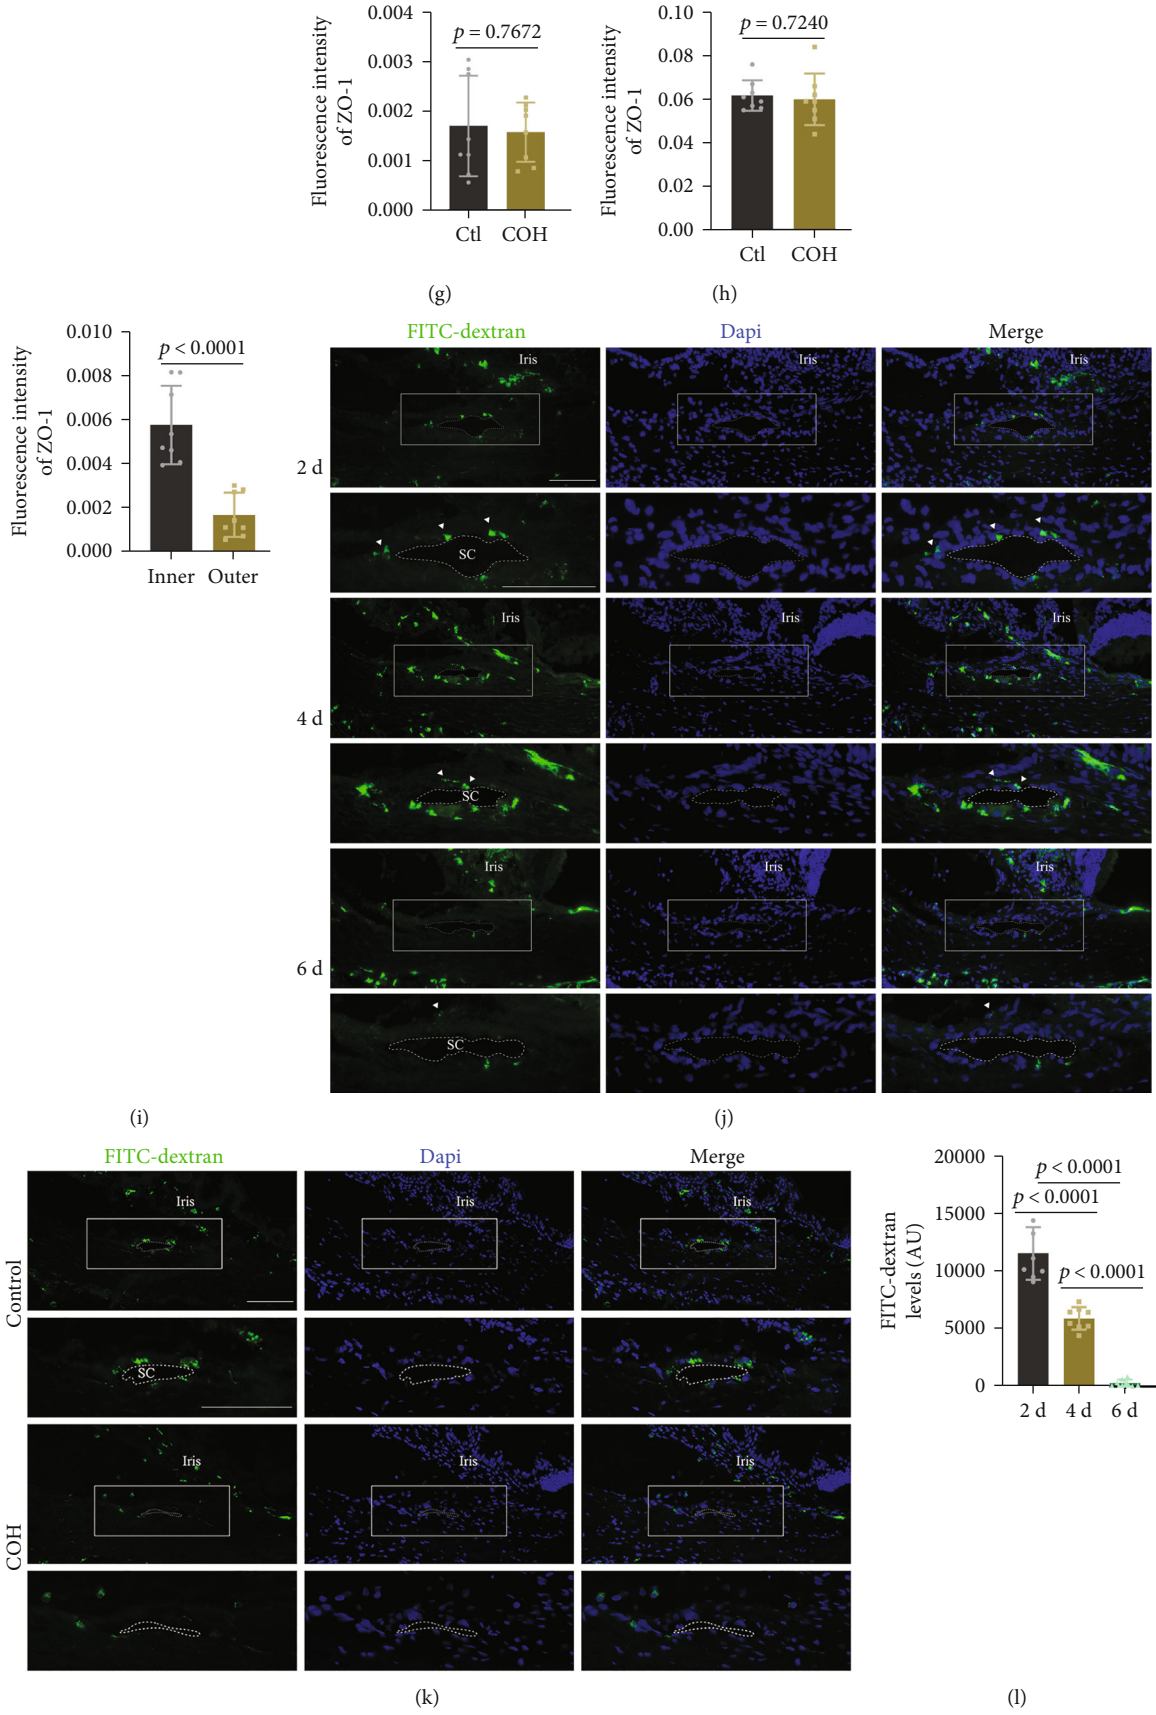 0.004
0.003
0.002
0.001
0.000
Fluorescence intensity
of ZO-1
p = 0.7672
Ctl COH
(g)
0.10
0.08
0.06
0.04
0.02
0.00
Fluorescence intensity
of ZO-1
p = 0.7240
Ctl COH
(h)
0.010
0.008
0.006
0.004
0.002
0.000
Fluorescence intensity
of ZO-1
p < 0.0001
Inner Outer
(i)
FITC-dextran Dapi Merge
2 d
Iris Iris Iris
SC
4 d
Iris Iris Iris
SC
6 d
Iris Iris Iris
SC
(j)
FITC-dextran Dapi Merge
Control
Iris Iris Iris
SC
COH
Iris Iris Iris
(k)
20000
15000
10000
5000
0
FITC-dextran
levels (AU)
p < 0.0001
p < 0.0001
p < 0.0001
2 d 4 d 6 d
(l)